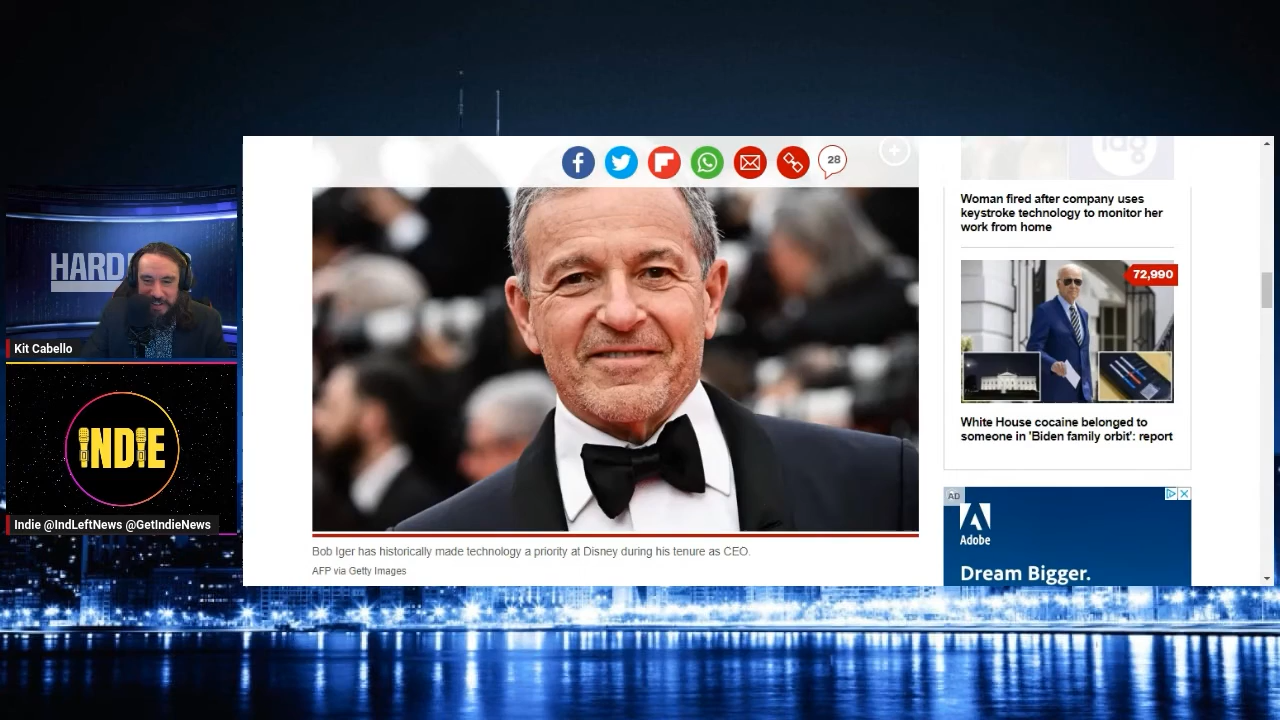 28
idg
Woman fired after company uses
keystroke technology to monitor her
work from home
72,990
HARD
Kit Cabello
INDIE
White House cocaine belonged to
someone in 'Biden family orbit': report
AD
Adobe
Indie @IndLeftNews @GetIndieNews
Bob Iger has historically made technology a priority at Disney during his tenure as CEO.
AFP via Getty Images
Dream Bigger.